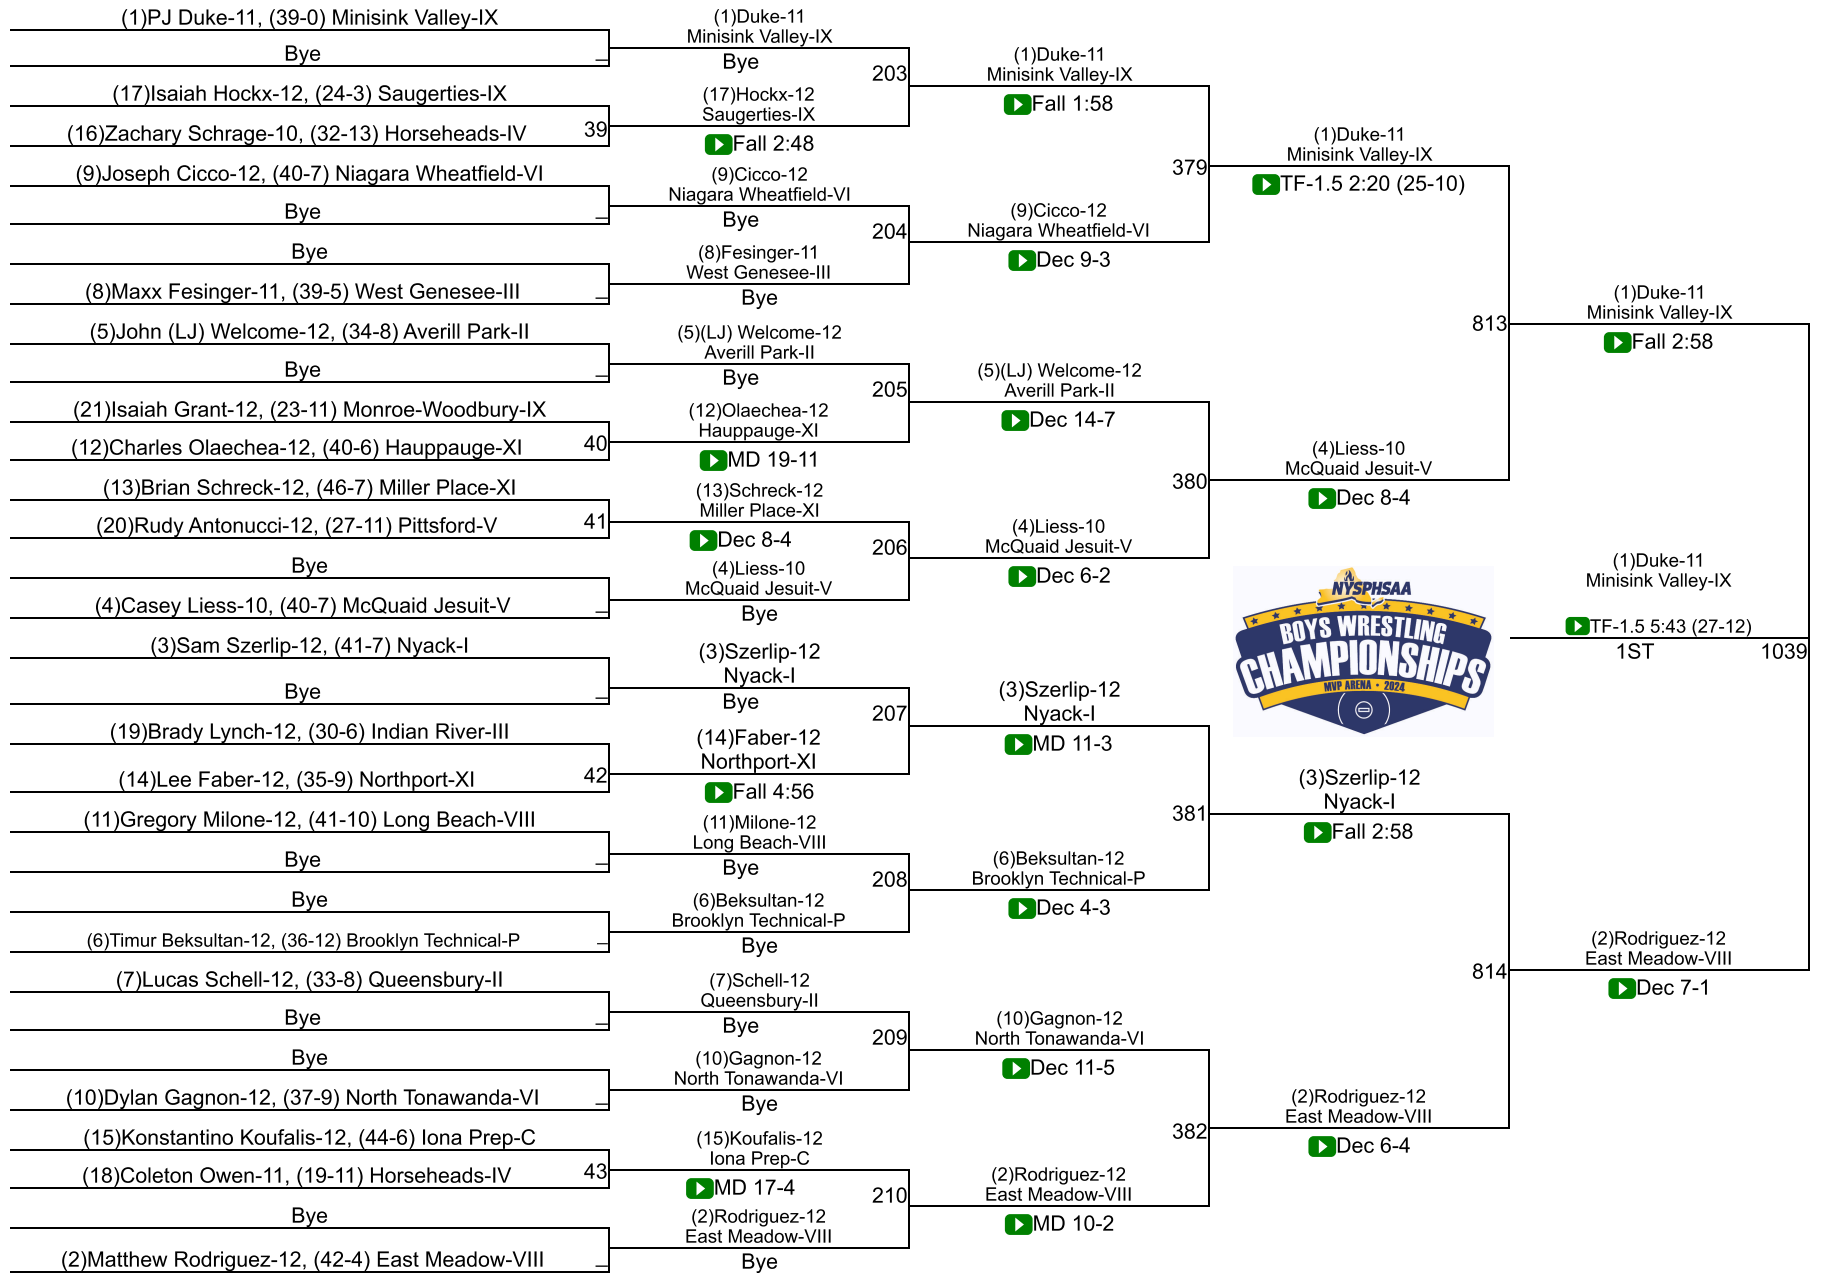 (1)PJ Duke-11, (39-0) Minisink Valley-IX
Bye
(17)Isaiah Hockx-12, (24-3) Saugerties-IX
(16)Zachary Schrage-10, (32-13) Horseheads-IV
39
(9)Joseph Cicco-12, (40-7) Niagara Wheatfield-VI
Bye
Bye
(8)Maxx Fesinger-11, (39-5) West Genesee-III
(5)John (LJ) Welcome-12, (34-8) Averill Park-II
Bye
(21)Isaiah Grant-12, (23-11) Monroe-Woodbury-IX
(12)Charles Olaechea-12, (40-6) Hauppauge-XI
40
(13)Brian Schreck-12, (46-7) Miller Place-XI
(20)Rudy Antonucci-12, (27-11) Pittsford-V
41
Bye
(4)Casey Liess-10, (40-7) McQuaid Jesuit-V
(3)Sam Szerlip-12, (41-7) Nyack-I
Bye
(19)Brady Lynch-12, (30-6) Indian River-III
(14)Lee Faber-12, (35-9) Northport-XI
42
(11)Gregory Milone-12, (41-10) Long Beach-VIII
Bye
Bye
(6)Timur Beksultan-12, (36-12) Brooklyn Technical-P
(7)Lucas Schell-12, (33-8) Queensbury-II
Bye
Bye
(10)Dylan Gagnon-12, (37-9) North Tonawanda-VI
(15)Konstantino Koufalis-12, (44-6) Iona Prep-C
(18)Coleton Owen-11, (19-11) Horseheads-IV
43
Bye
(2)Matthew Rodriguez-12, (42-4) East Meadow-VIII
(1)Duke-11
Minisink Valley-IX
Bye
203
(17)Hockx-12
Saugerties-IX
Fall 2:48
(9)Cicco-12
Niagara Wheatfield-VI
Bye
204
(8)Fesinger-11
West Genesee-III
Bye
(5)(LJ) Welcome-12
Averill Park-II
Bye
205
(12)Olaechea-12
Hauppauge-XI
MD 19-11
(13)Schreck-12
Miller Place-XI
Dec 8-4
206
(4)Liess-10
McQuaid Jesuit-V
Bye
(3)Szerlip-12
Nyack-I
Bye
207
(14)Faber-12
Northport-XI
Fall 4:56
(11)Milone-12
Long Beach-VIII
Bye
208
(6)Beksultan-12
Brooklyn Technical-P
Bye
(7)Schell-12
Queensbury-II
Bye
209
(10)Gagnon-12
North Tonawanda-VI
Bye
(15)Koufalis-12
Iona Prep-C
MD 17-4
210
(2)Rodriguez-12
East Meadow-VIII
Bye
(1)Duke-11
Minisink Valley-IX
Fall 1:58
379
(9)Cicco-12
Niagara Wheatfield-VI
Dec 9-3
(5)(LJ) Welcome-12
Averill Park-II
Dec 14-7
380
(4)Liess-10
McQuaid Jesuit-V
Dec 6-2
(3)Szerlip-12
Nyack-I
MD 11-3
381
(6)Beksultan-12
Brooklyn Technical-P
Dec 4-3
(10)Gagnon-12
North Tonawanda-VI
Dec 11-5
382
(2)Rodriguez-12
East Meadow-VIII
MD 10-2
(1)Duke-11
Minisink Valley-IX
TF-1.5 2:20 (25-10)
813
(4)Liess-10
McQuaid Jesuit-V
Dec 8-4
NYSPHSAA
BOYS WRESTLING
CHAMPIONSHIPS
MVP ARENA • 2024
(3)Szerlip-12
Nyack-I
Fall 2:58
814
(2)Rodriguez-12
East Meadow-VIII
Dec 6-4
(1)Duke-11
Minisink Valley-IX
Fall 2:58
(1)Duke-11
Minisink Valley-IX
TF-1.5 5:43 (27-12)
1ST
1039
(2)Rodriguez-12
East Meadow-VIII
Dec 7-1